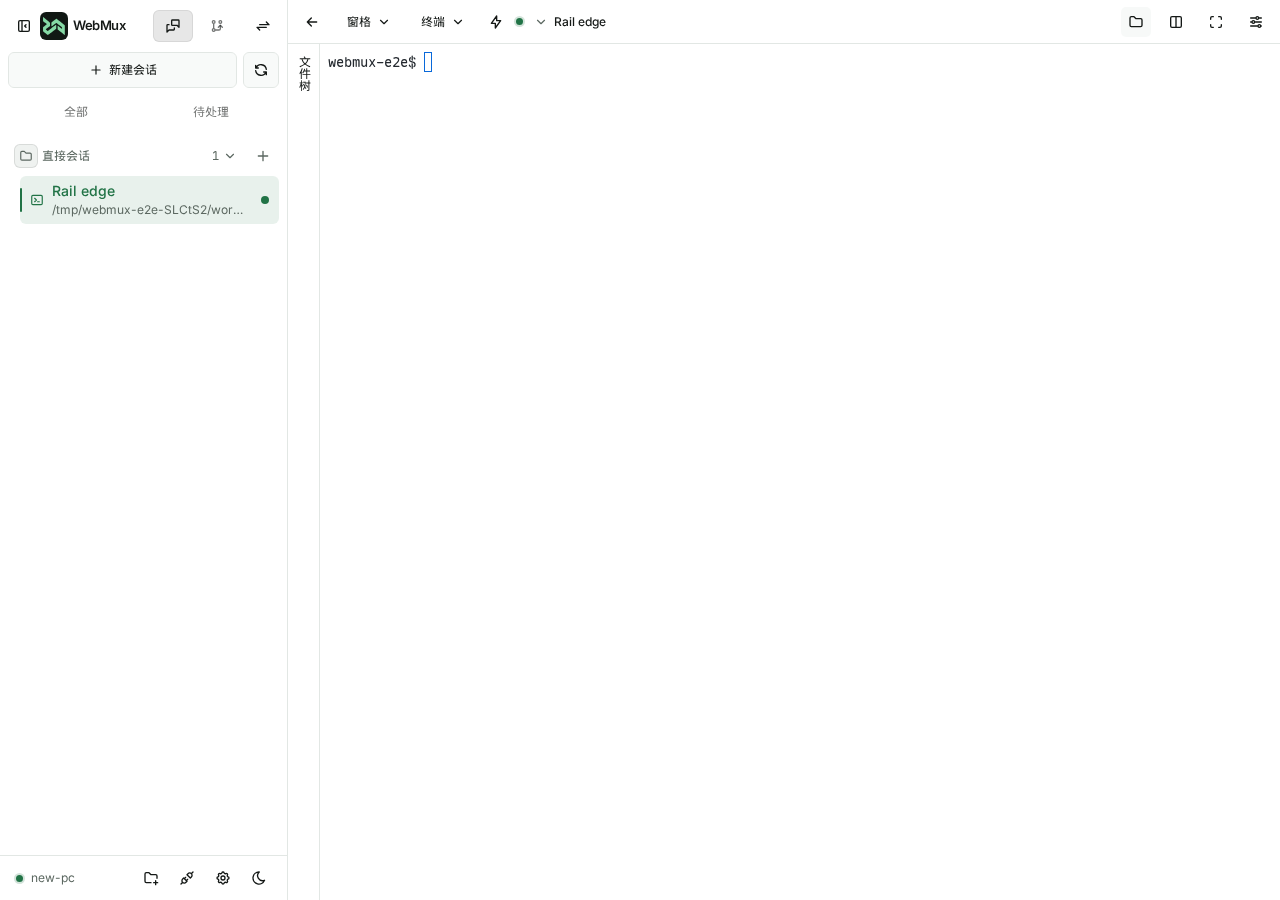 WebMux
新建会话
全部
待处理
直接会话
1
Rail edge
/tmp/webmux-e2e-SLCtS2/wor...
new-pc
窗格
终端
Rail edge
文件树
webmux-e2e$